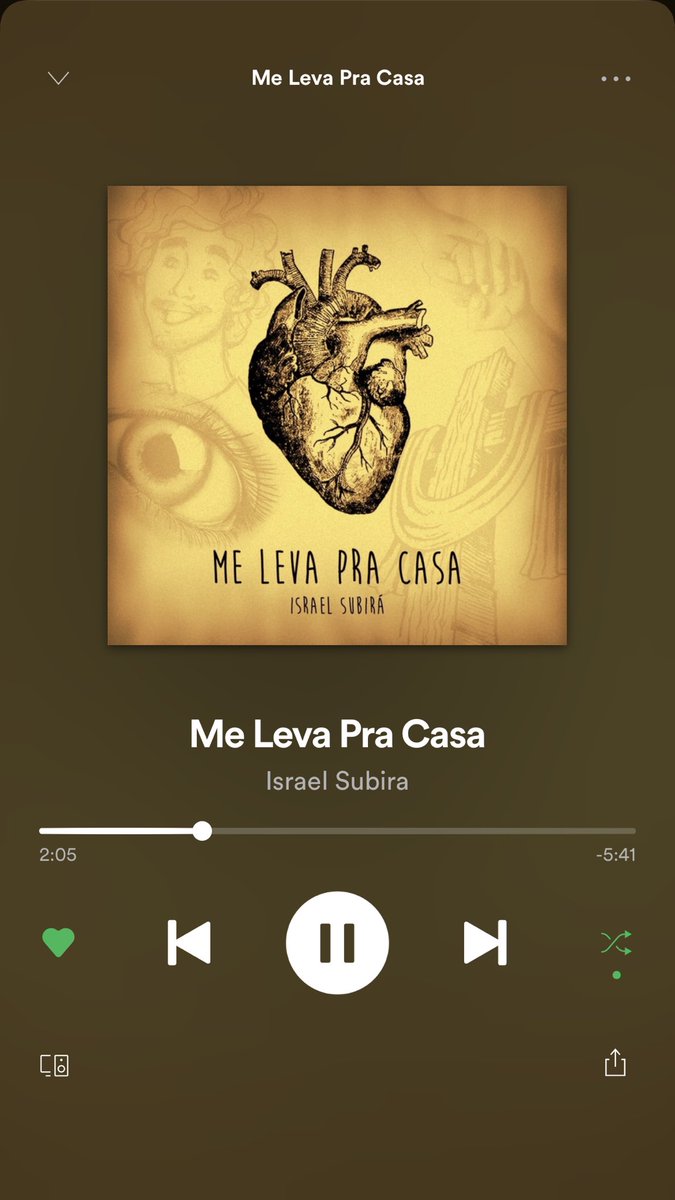 Me Leva Pra Casa
ME LEVA PRA CASA
ISRAEL SUBIRÁ
Me Leva Pra Casa
Israel Subira
2:05
-5:41